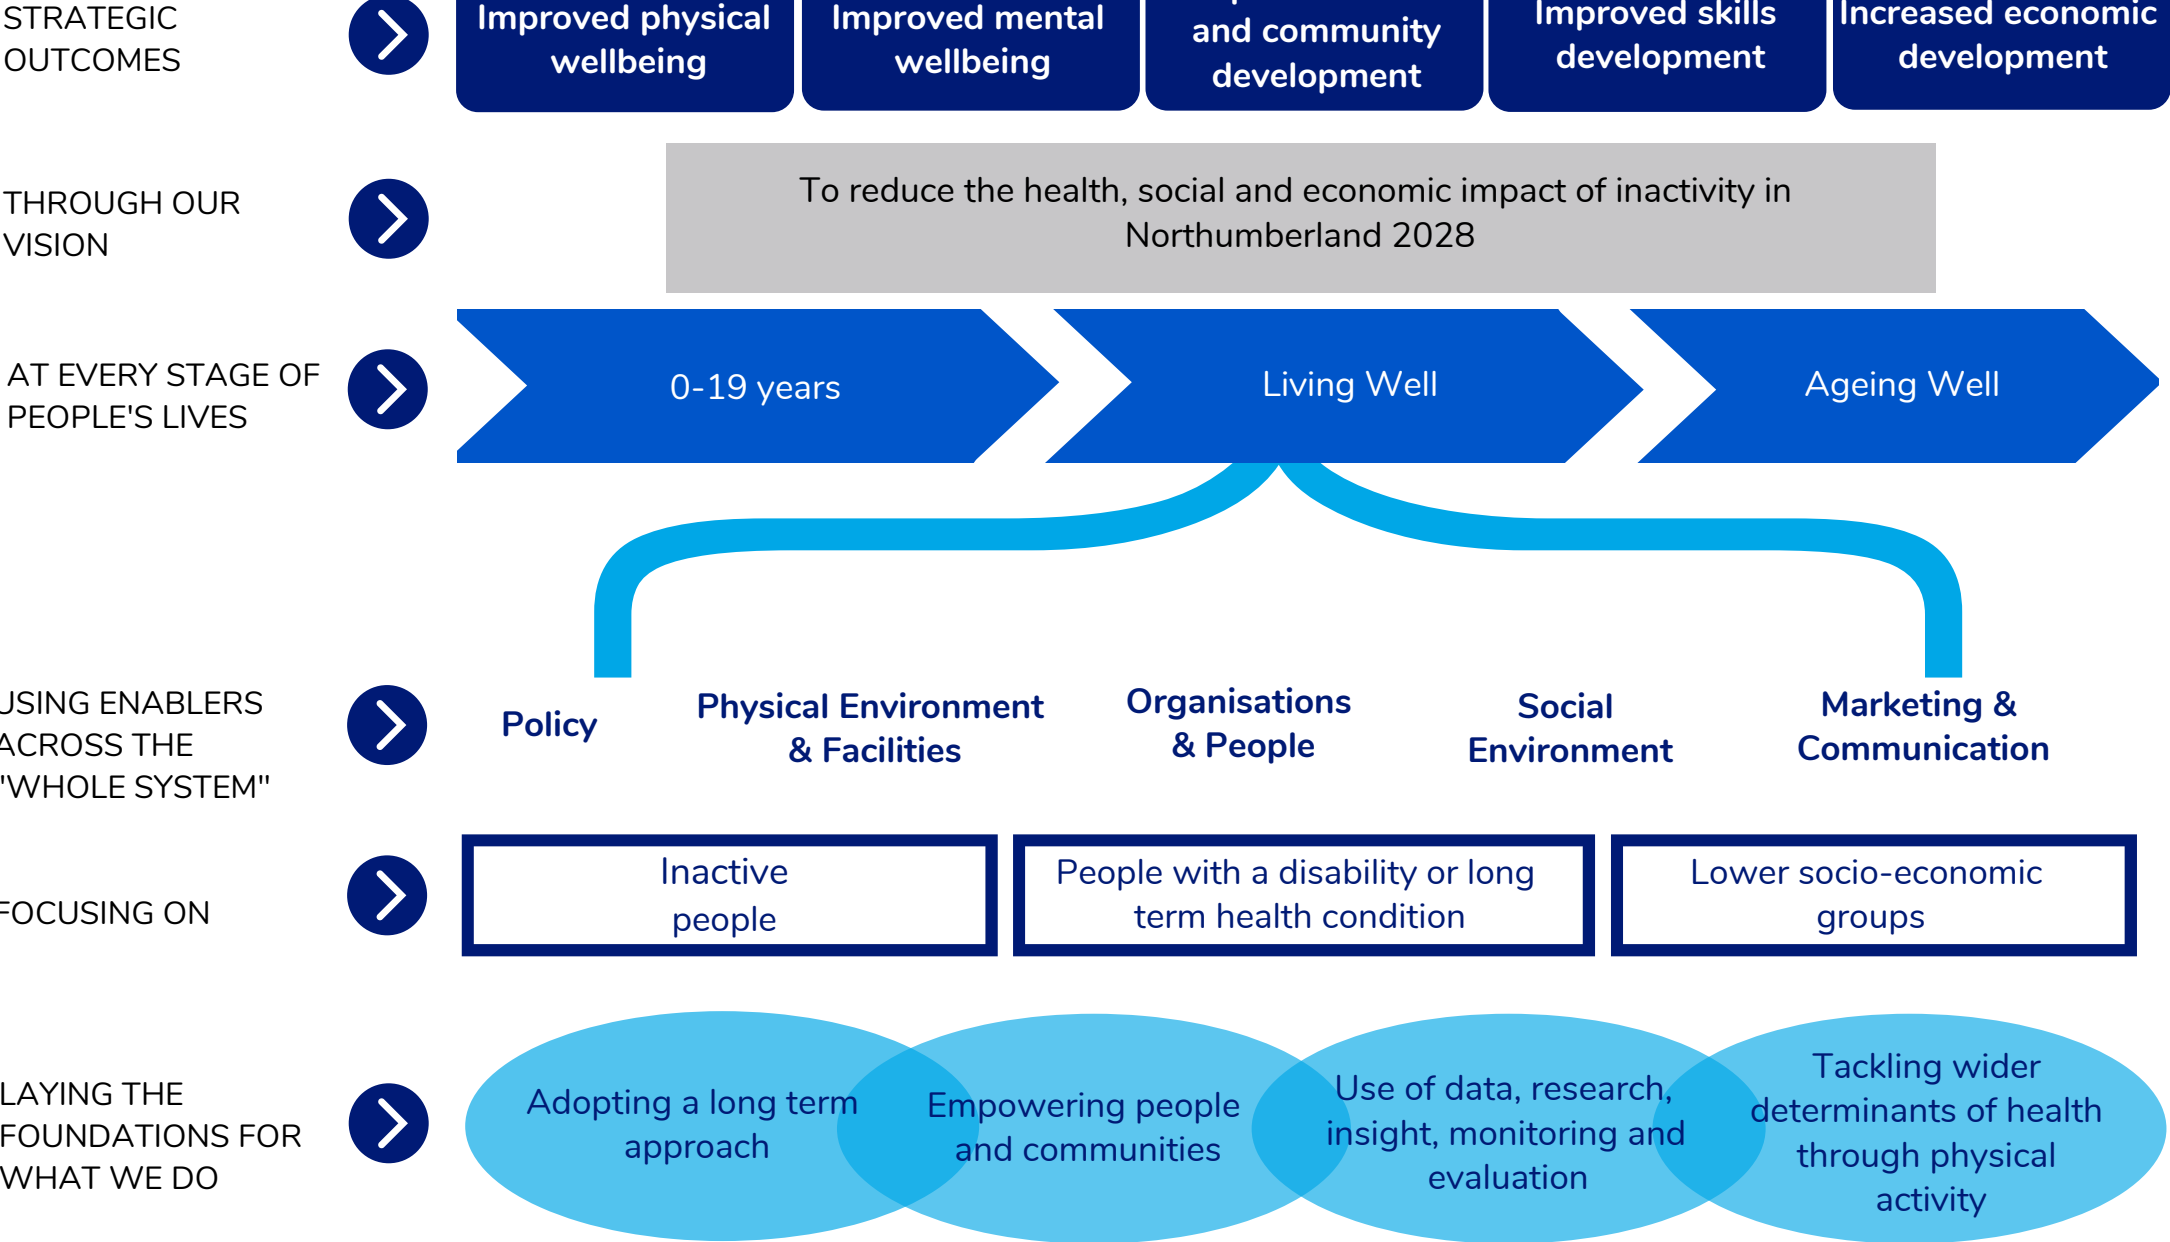 STRATEGIC
OUTCOMES
Improved physical
wellbeing
Improved mental
wellbeing
and community
development
Improved skills
development
Increased economic
development
THROUGH OUR
VISION
To reduce the health, social and economic impact of inactivity in
Northumberland 2028
AT EVERY STAGE OF
PEOPLE'S LIVES
0-19 years
Living Well
Ageing Well
USING ENABLERS
ACROSS THE
"WHOLE SYSTEM"
Policy
Physical Environment
& Facilities
Organisations
& People
Social
Environment
Marketing &
Communication
FOCUSING ON
Inactive
people
People with a disability or long
term health condition
Lower socio-economic
groups
LAYING THE
FOUNDATIONS FOR
WHAT WE DO
Adopting a long term
approach
Empowering people
and communities
Use of data, research,
insight, monitoring and
evaluation
Tackling wider
determinants of health
through physical
activity